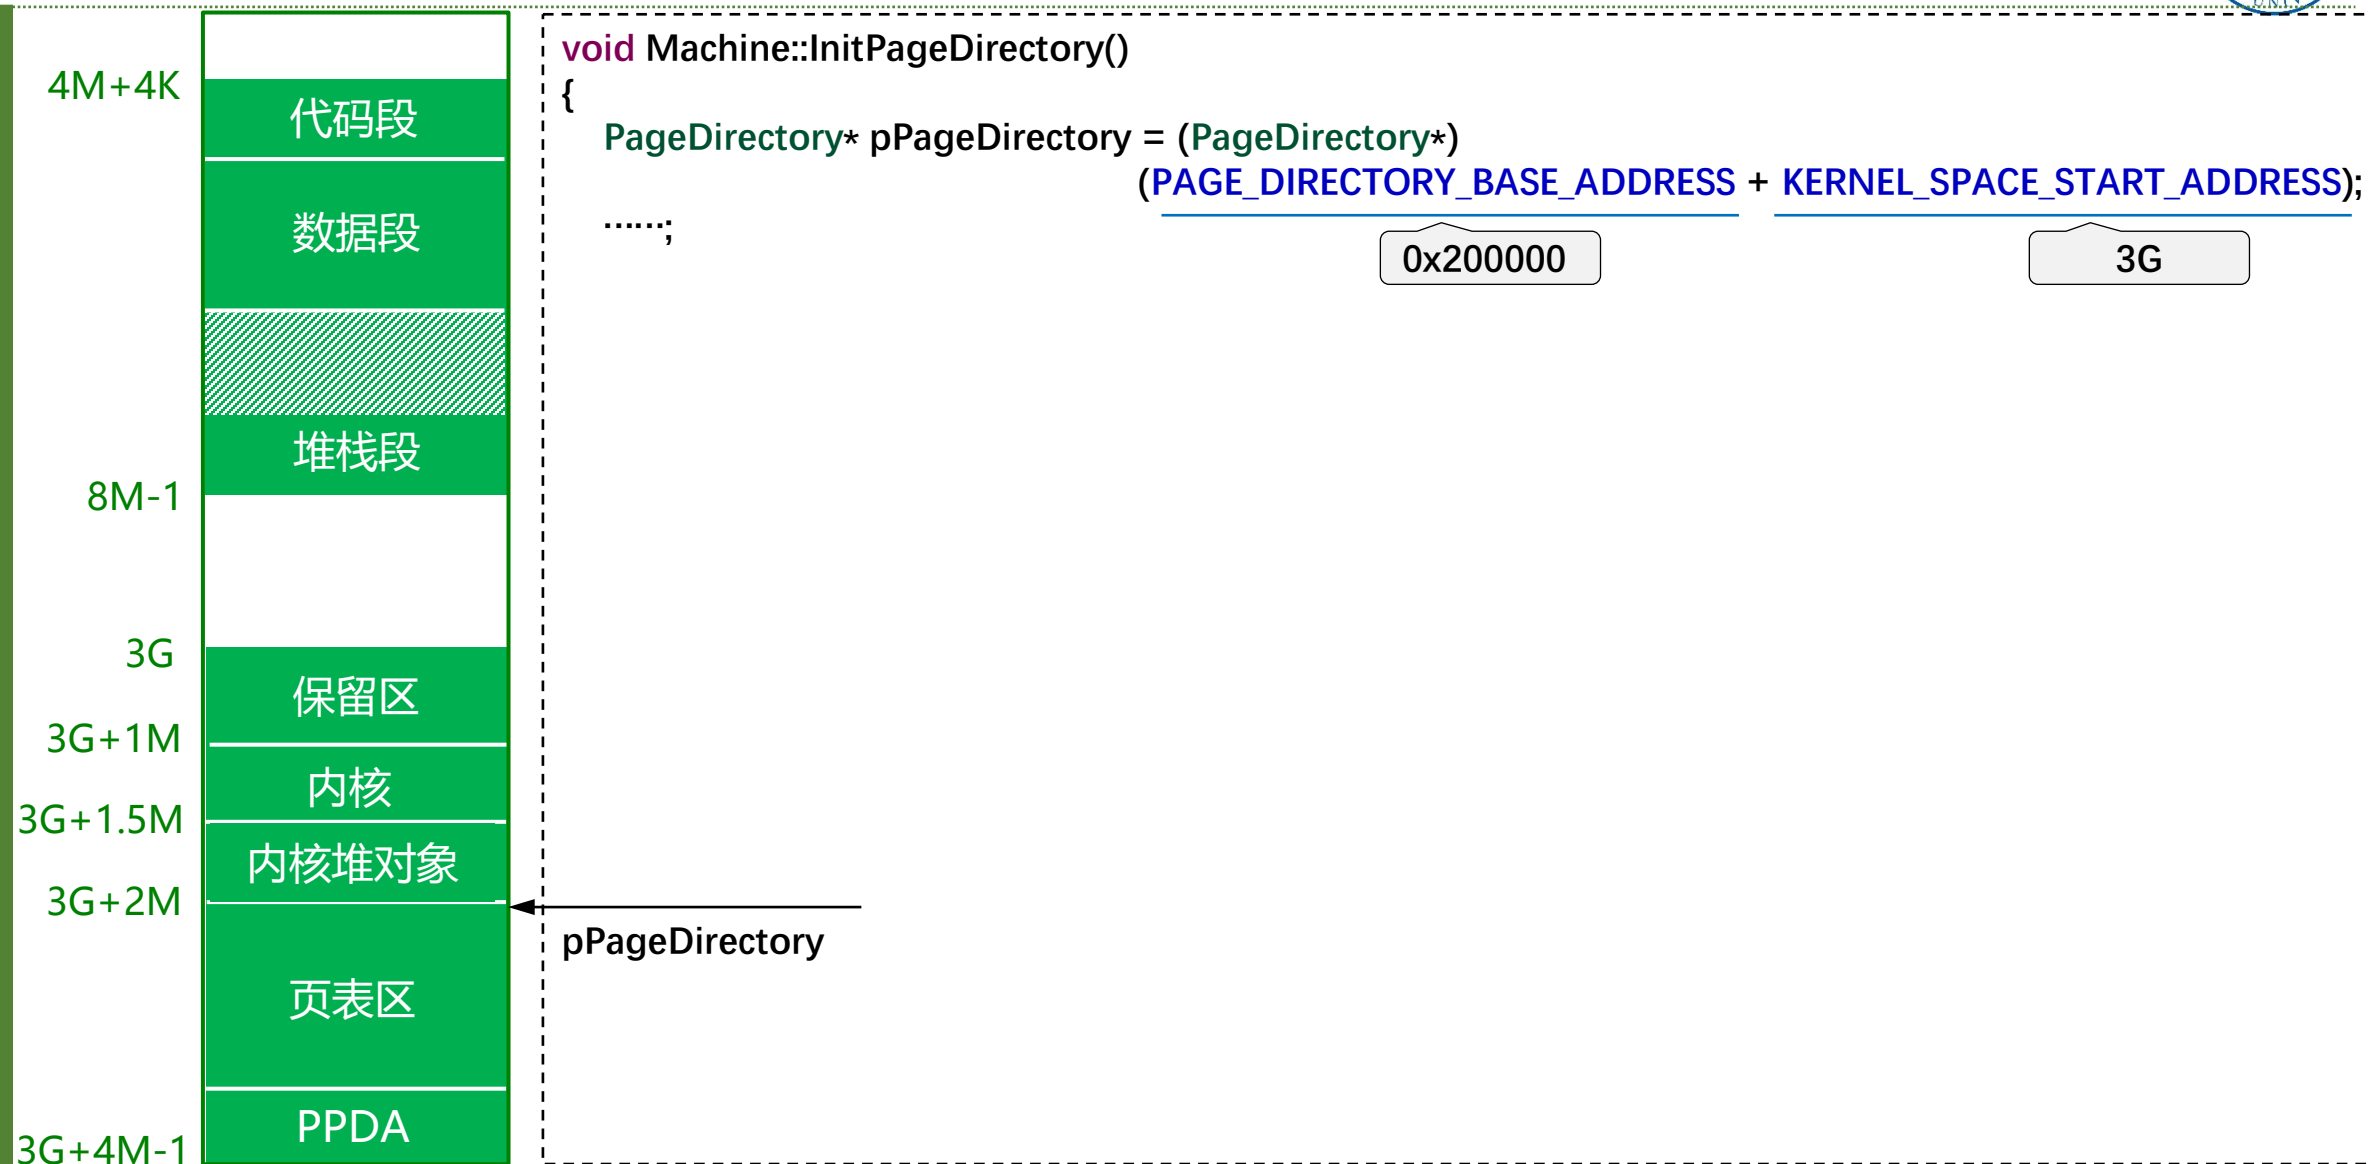 void Machine::InitPageDirectory()
{
PageDirectory* pPageDirectory = (PageDirectory*)
(PAGE_DIRECTORY_BASE_ADDRESS + KERNEL_SPACE_START_ADDRESS);
……;
0x200000
3G
4M+4K
代码段
数据段
堆栈段
8M-1
3G
保留区
3G+1M
内核
3G+1.5M
内核堆对象
3G+2M
pPageDirectory
页表区
PPDA
3G+4M-1